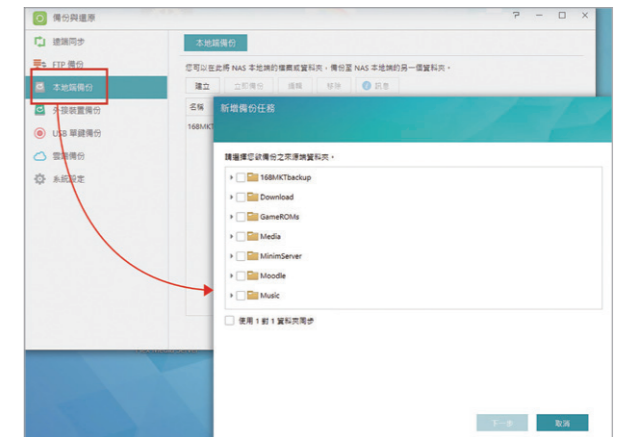 備份與還原
遠端同步
FTP 備份
本地端備份
外接裝置備份
USB 單鍵備份
雲端備份
系統設定
本地端備份
您可以在此將 NAS 本地端的檔案或資料夾，備份至 NAS 本地端的另一個資料夾。
建立 立即備份 編輯 移除 訊息
名稱
168MKT
新增備份任務
請選擇您欲備份之來源端資料夾。
168MKTbackup
Download
GameROMs
Media
MinimServer
Moodle
Music
使用 1 對 1 資料夾同步
下一步 取消